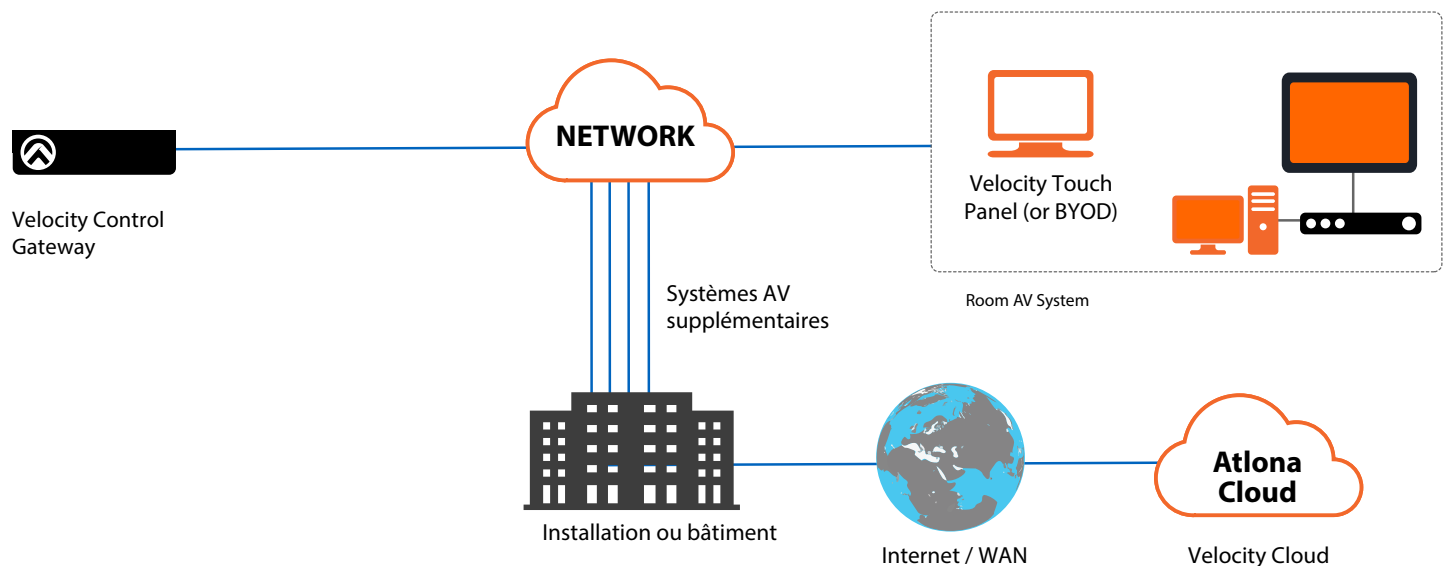 NETWORK
Velocity Control
Gateway
Velocity Touch
Panel (or BYOD)
Room AV System
Systèmes AV
supplémentaires
Installation ou bâtiment
Internet / WAN
Atlona
Cloud
Velocity Cloud